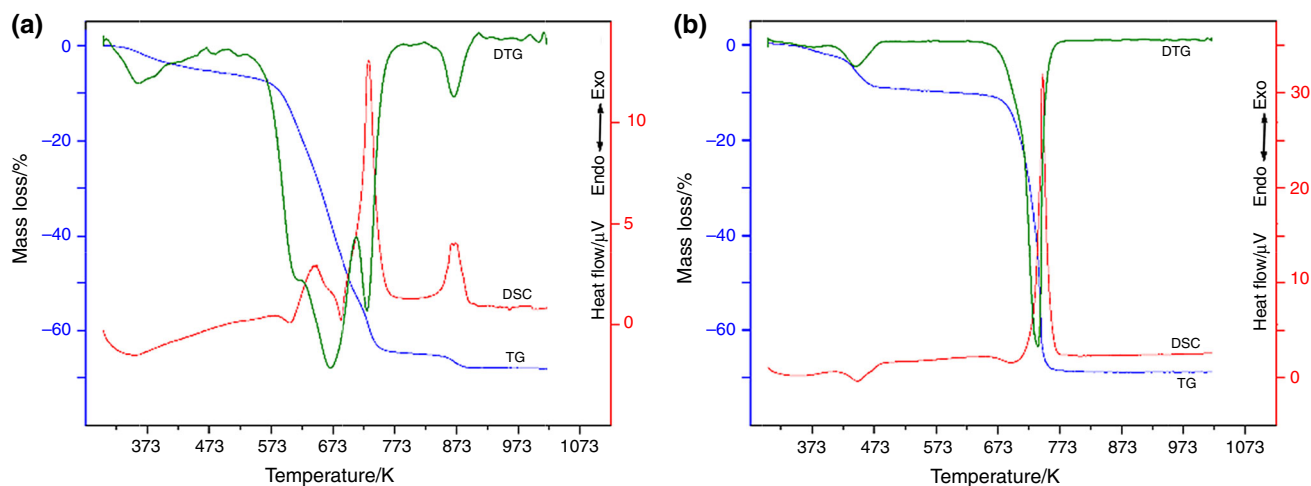 (a)
0
–20
–40
–60
Mass loss/%
DTG
DSC
TG
10
5
0
Heat flow/μV Endo Exo
373 473 573 673 773 873 973 1073
Temperature/K
(b)
0
–20
–40
–60
Mass loss/%
DTG
DSC
TG
30
20
10
0
Heat flow/μV Endo Exo
373 473 573 673 773 873 973 1073
Temperature/K